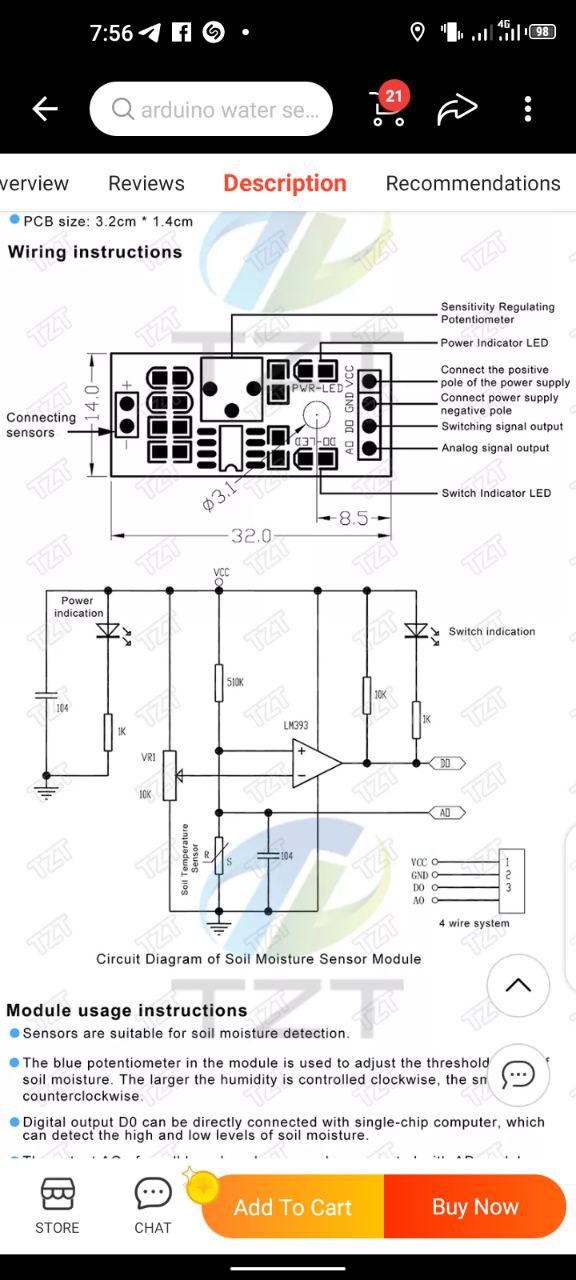 7:56
4G
98
arduino water se...
21
verview
Reviews
Description
Recommendations
PCB size: 3.2cm * 1.4cm
Wiring instructions
TZT
Sensitivity Regulating
Potentiometer
Power Indicator LED
Connect the positive
pole of the power supply
Connect power supply
negative pole
Switching signal output
Analog signal output
Switch Indicator LED
Connecting
sensors
+
-
14.0
PWR-LED
DO-LED
VCC
GND
DO
AO
Ø3.1
8.5
32.0
VCC
Power
indication
Switch indication
104
1K
510K
10K
1K
LM393
+
-
VR1
10K
DO
AO
Soil Temperature
Sensor
R
S
104
VCC
GND
DO
AO
1
2
3
4 wire system
Circuit Diagram of Soil Moisture Sensor Module
TZT
Module usage instructions
Sensors are suitable for soil moisture detection.
The blue potentiometer in the module is used to adjust the threshold
soil moisture. The larger the humidity is controlled clockwise, the
counterclockwise.
Digital output D0 can be directly connected with single-chip computer, which
can detect the high and low levels of soil moisture.
STORE
CHAT
Add To Cart
Buy Now